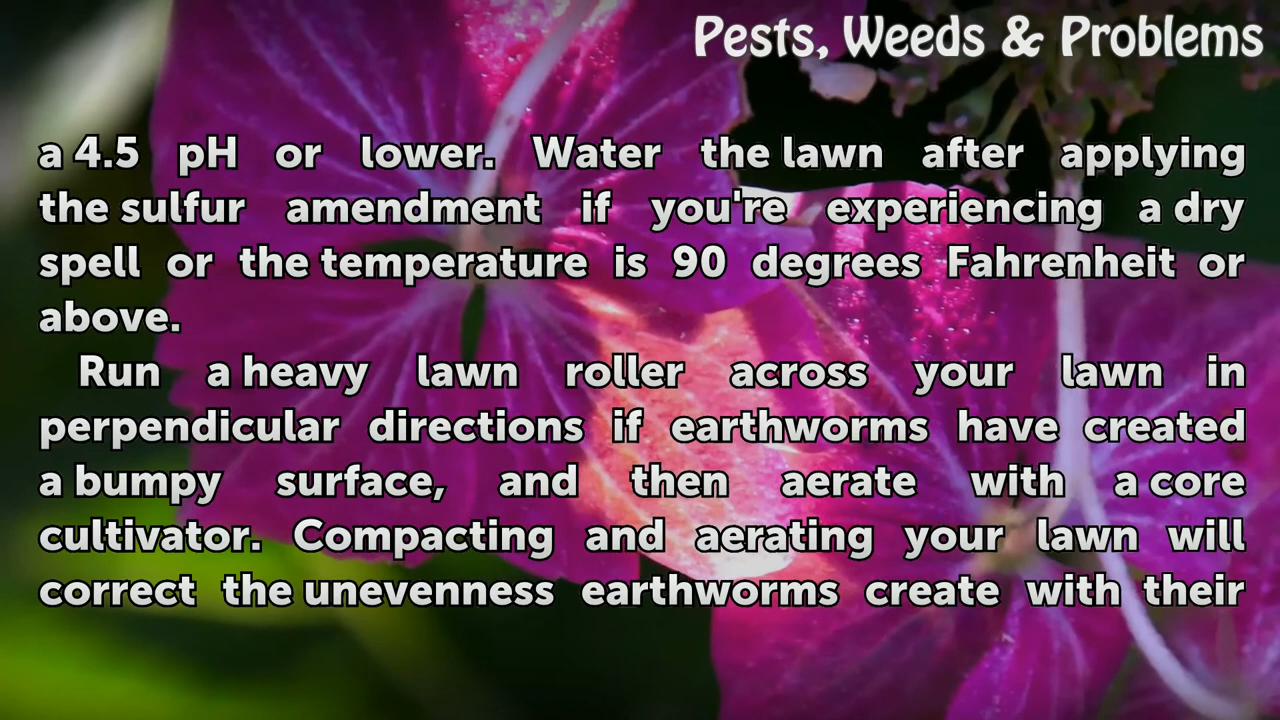 Pests, Weeds & Problems
a 4.5 pH or lower. Water the lawn after applying
the sulfur amendment if you're experiencing a dry
spell or the temperature is 90 degrees Fahrenheit or
above.
Run a heavy lawn roller across your lawn in
perpendicular directions if earthworms have created
a bumpy surface, and then aerate with a core
cultivator. Compacting and aerating your lawn will
correct the unevenness earthworms create with their